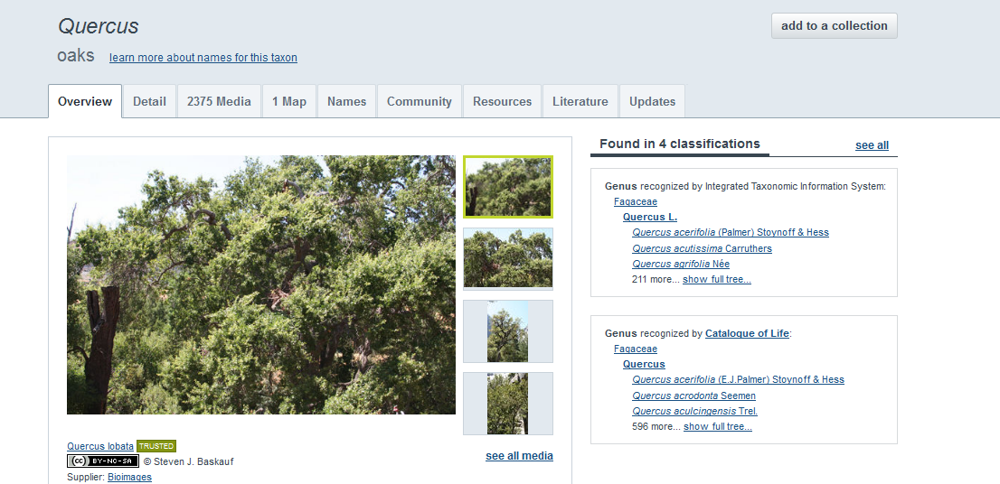 Quercus
add to a collection
oaks learn more about names for this taxon
Overview Detail 2375 Media 1 Map Names Community Resources Literature Updates
Found in 4 classifications see all
Genus recognized by Integrated Taxonomic Information System:
Fagaceae
Quercus L.
Quercus acerifolia (Palmer) Stoynoff & Hess
Quercus acutissima Carruthers
Quercus agrifolia Née
211 more... show full tree...
Genus recognized by Catalogue of Life:
Fagaceae
Quercus
Quercus acerifolia (E.J.Palmer) Stoynoff & Hess
Quercus acrodonta Seemen
Quercus aculcingensis Trel.
596 more... show full tree...
Quercus lobata TRUSTED
cc BY-NC-SA © Steven J. Baskauf
Supplier: Bioimages
see all media